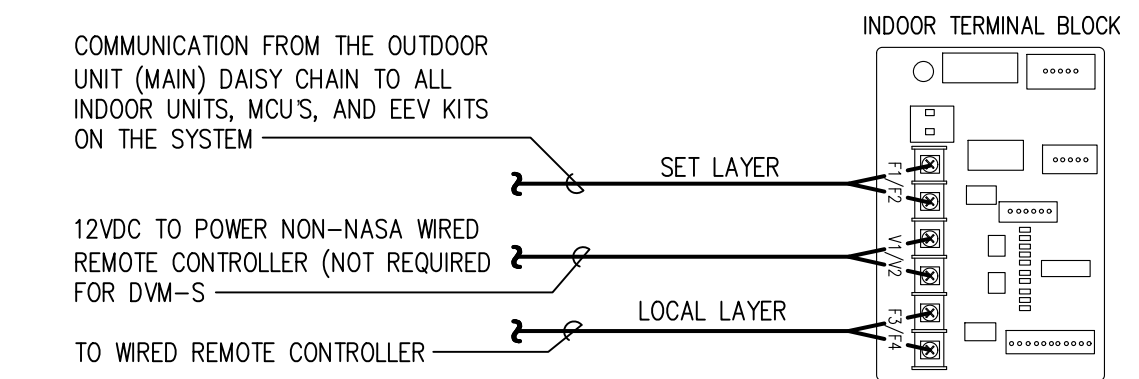 INDOOR TERMINAL BLOCK
COMMUNICATION FROM THE OUTDOOR
UNIT (MAIN) DAISY CHAIN TO ALL
INDOOR UNITS, MCU'S, AND EEV KITS
ON THE SYSTEM
SET LAYER
F1/F2
12VDC TO POWER NON-NASA WIRED
REMOTE CONTROLLER (NOT REQUIRED
FOR DVM-S
V1/V2
LOCAL LAYER
F3/F4
TO WIRED REMOTE CONTROLLER